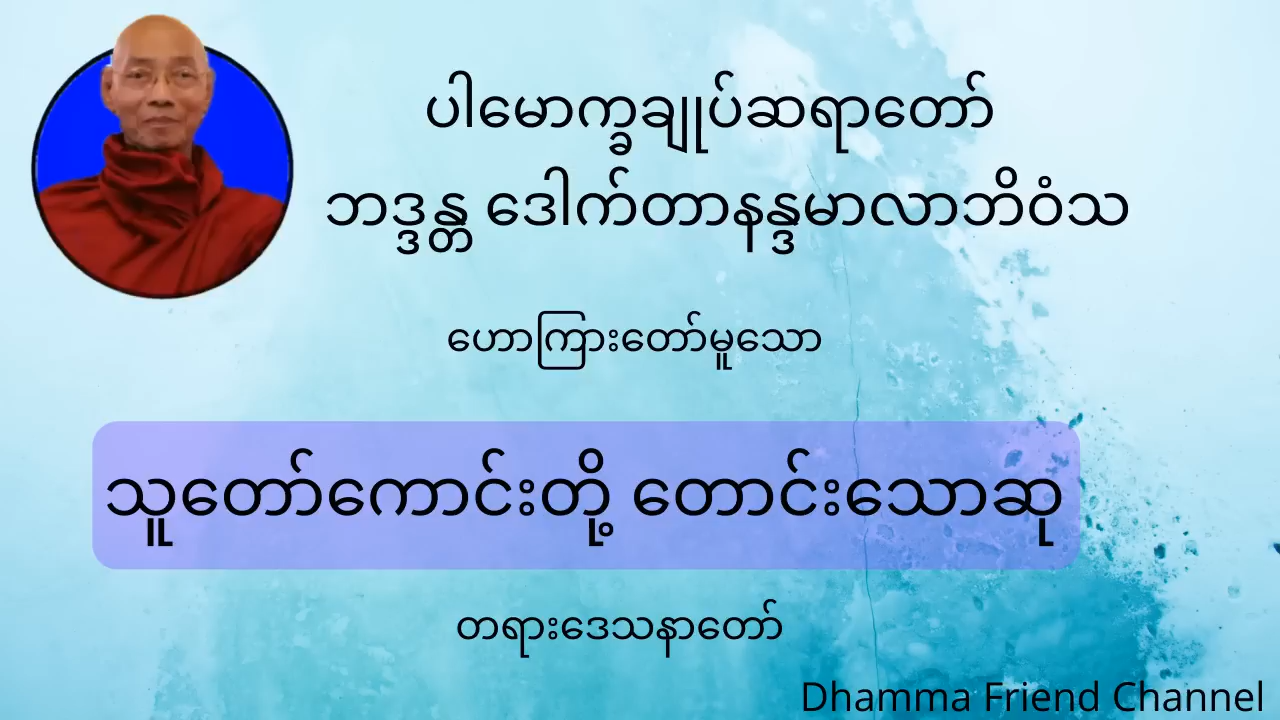 ပါမောက္ခချုပ်ဆရာတော်
ဘဒ္ဒန္တ ဒေါက်တာနန္ဒမာလာဘိဝံသ
ဟောကြားတော်မူသော
သူတော်ကောင်းတို့ တောင်းသောဆု
တရားဒေသနာတော်
Dhamma Friend Channel